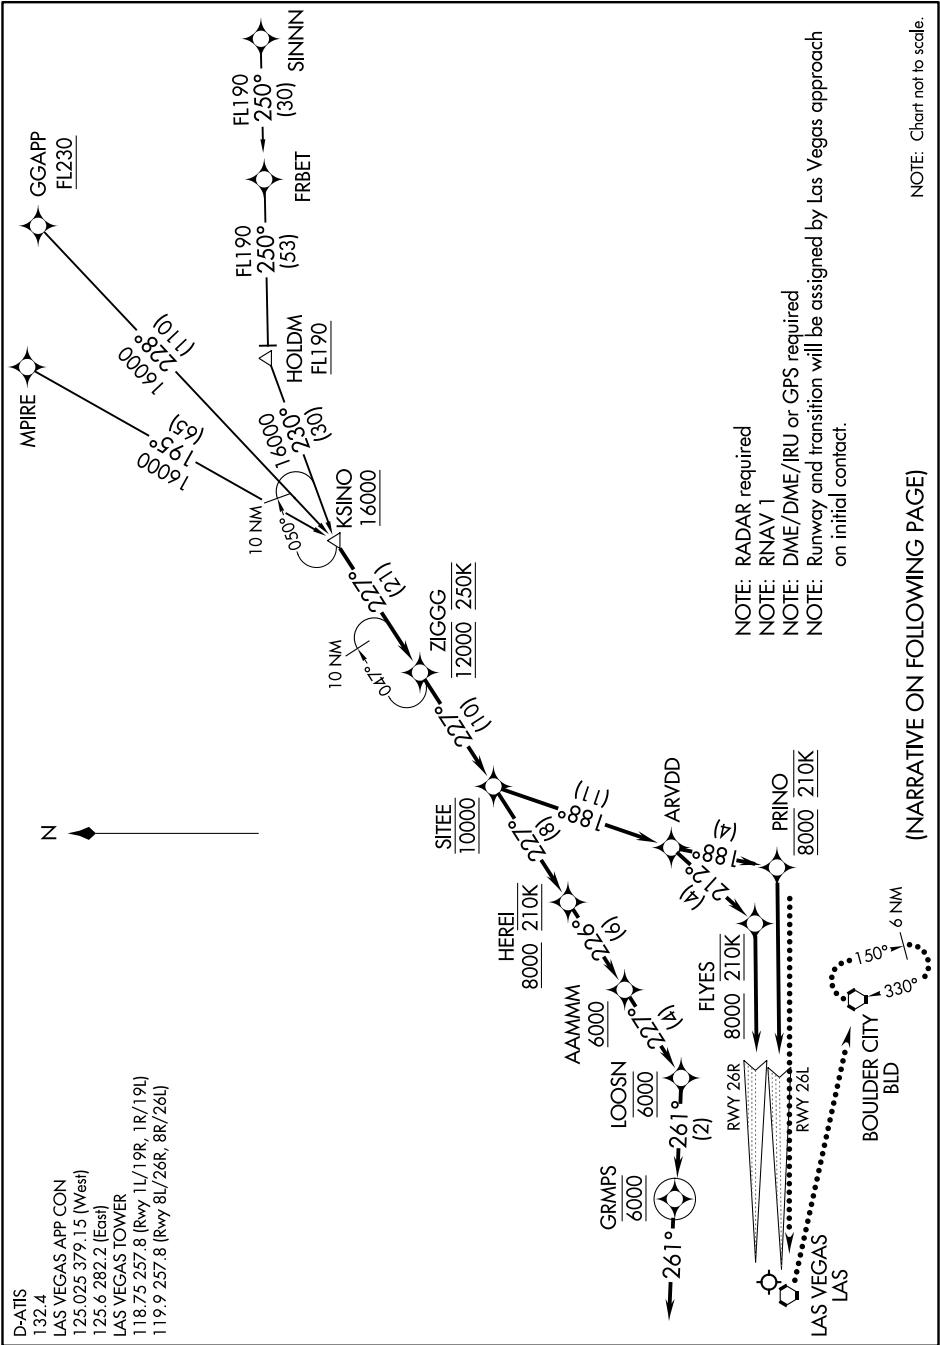 D-ATIS
132.4
LAS VEGAS APP CON
125.025 379.15 (West)
125.6 282.2 (East)
LAS VEGAS TOWER
118.75 257.8 (Rwy 1L/19R, 1R/19L)
119.9 257.8 (Rwy 8L/26R, 8R/26L)
N
MPIRE
16000
195°
(65)
GGAPP
FL230
16000
228°
(110)
SINNN
FL190
250°
(30)
FRBET
FL190
250°
(53)
HOLDM
FL190
16000
230°
(30)
10 NM
050°
KSINO
16000
227°
(21)
10 NM
047°
ZIGGG
12000 250K
227°
(10)
SITEE
10000
227°
(8)
HEREI
8000 210K
226°
(6)
AAMMM
6000
227°
(4)
LOOSN
6000
261°
(2)
GRMPS
6000
261°
188°
(11)
ARVDD
188°
(4)
212°
(4)
FLYES
8000 210K
PRINO
8000 210K
RWY 26R
RWY 26L
LAS VEGAS
LAS
BOULDER CITY
BLD
150°
6 NM
330°
NOTE: RADAR required
NOTE: RNAV 1
NOTE: DME/DME/IRU or GPS required
NOTE: Runway and transition will be assigned by Las Vegas approach
on initial contact.
(NARRATIVE ON FOLLOWING PAGE)
NOTE: Chart not to scale.